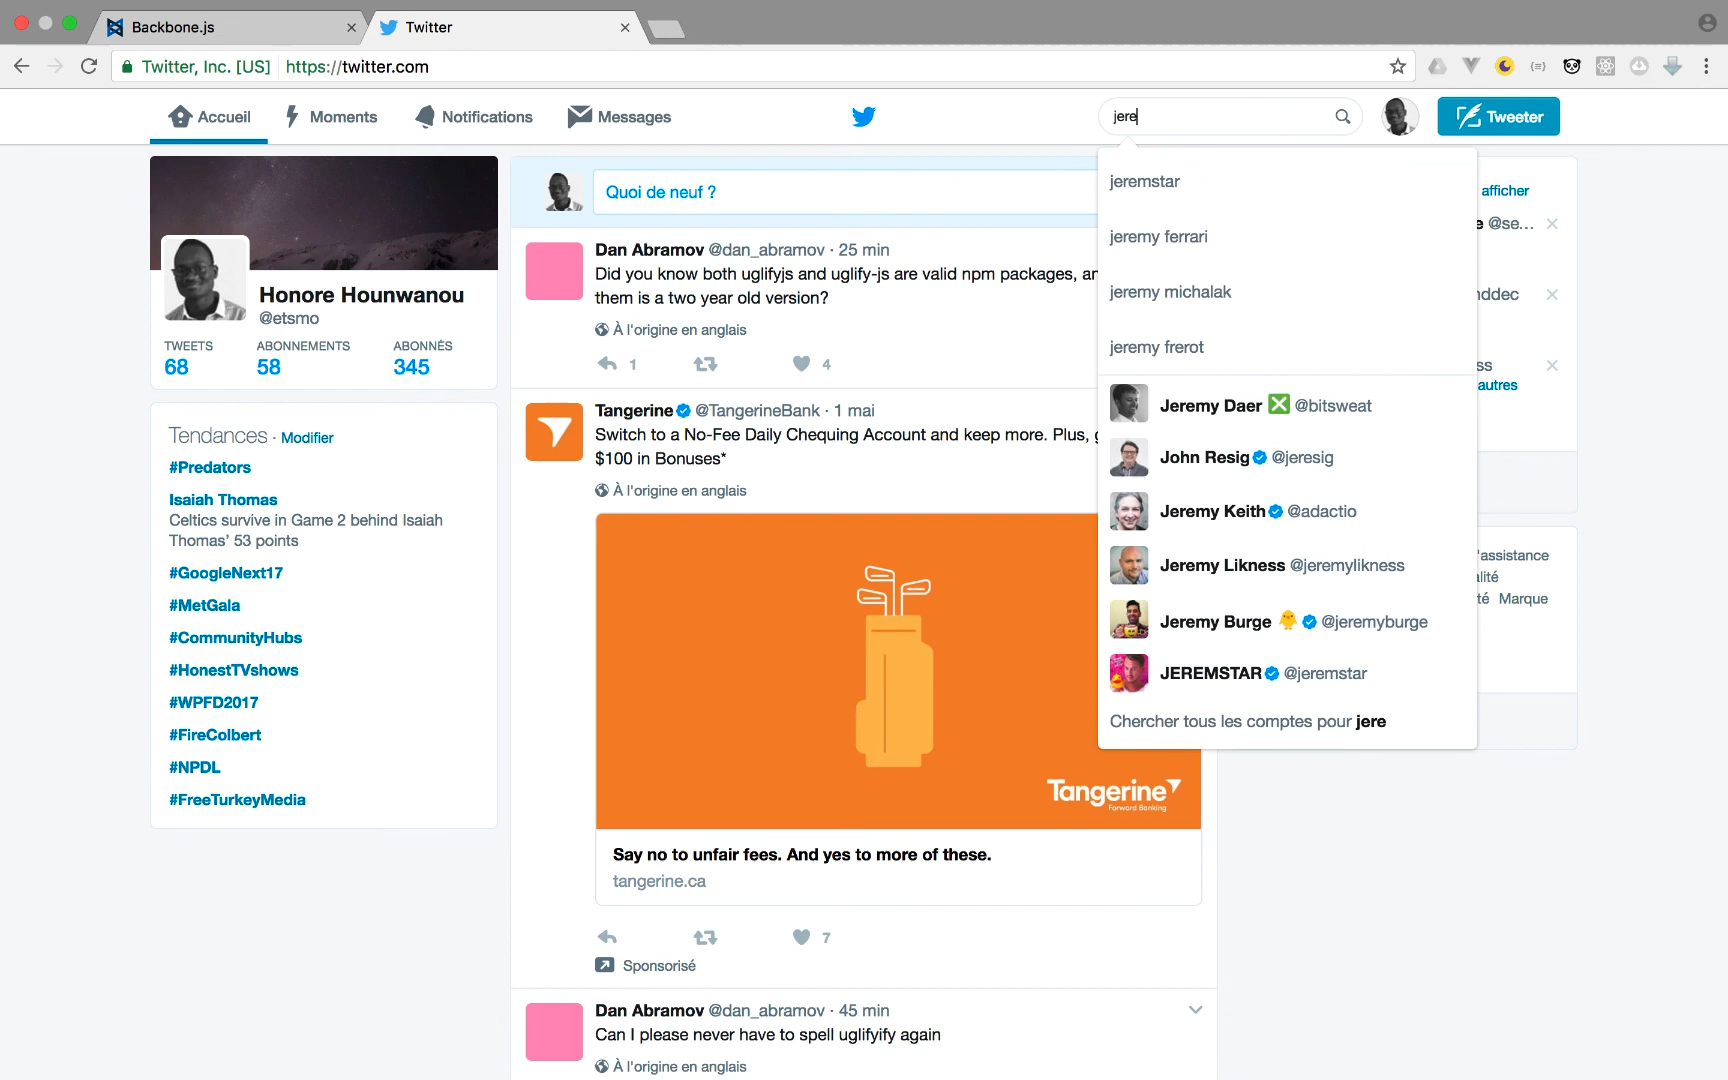 Backbone.js
Twitter
Twitter, Inc. [US]
https://twitter.com
Accueil
Moments
Notifications
Messages
jere
Tweeter
Honore Hounwanou
@etsmo
TWEETS
ABONNEMENTS
ABONNÉS
68
58
345
Tendances · Modifier
#Predators
Isaiah Thomas
Celtics survive in Game 2 behind Isaiah
Thomas’ 53 points
#GoogleNext17
#MetGala
#CommunityHubs
#HonestTVshows
#WPFD2017
#FireColbert
#NPDL
#FreeTurkeyMedia
Quoi de neuf ?
Dan Abramov @dan_abramov · 25 min
Did you know both uglifyjs and uglify-js are valid npm packages,
them is a two year old version?
À l'origine en anglais
1
4
Tangerine @TangerineBank · 1 mai
Switch to a No-Fee Daily Chequing Account and keep more. Plus,
$100 in Bonuses*
À l'origine en anglais
Tangerine
Forward Banking
Say no to unfair fees. And yes to more of these.
tangerine.ca
7
Sponsorisé
Dan Abramov @dan_abramov · 45 min
Can I please never have to spell uglifyify again
À l'origine en anglais
jeremstar
jeremy ferrari
jeremy michalak
jeremy frerot
Jeremy Daer @bitsweat
John Resig @jeresig
Jeremy Keith @adactio
Jeremy Likness @jeremylikness
Jeremy Burge @jeremyburge
JEREMSTAR @jeremstar
Chercher tous les comptes pour jere
afficher
e @se...
nddec
ss
autres
'assistance
alité
té Marque